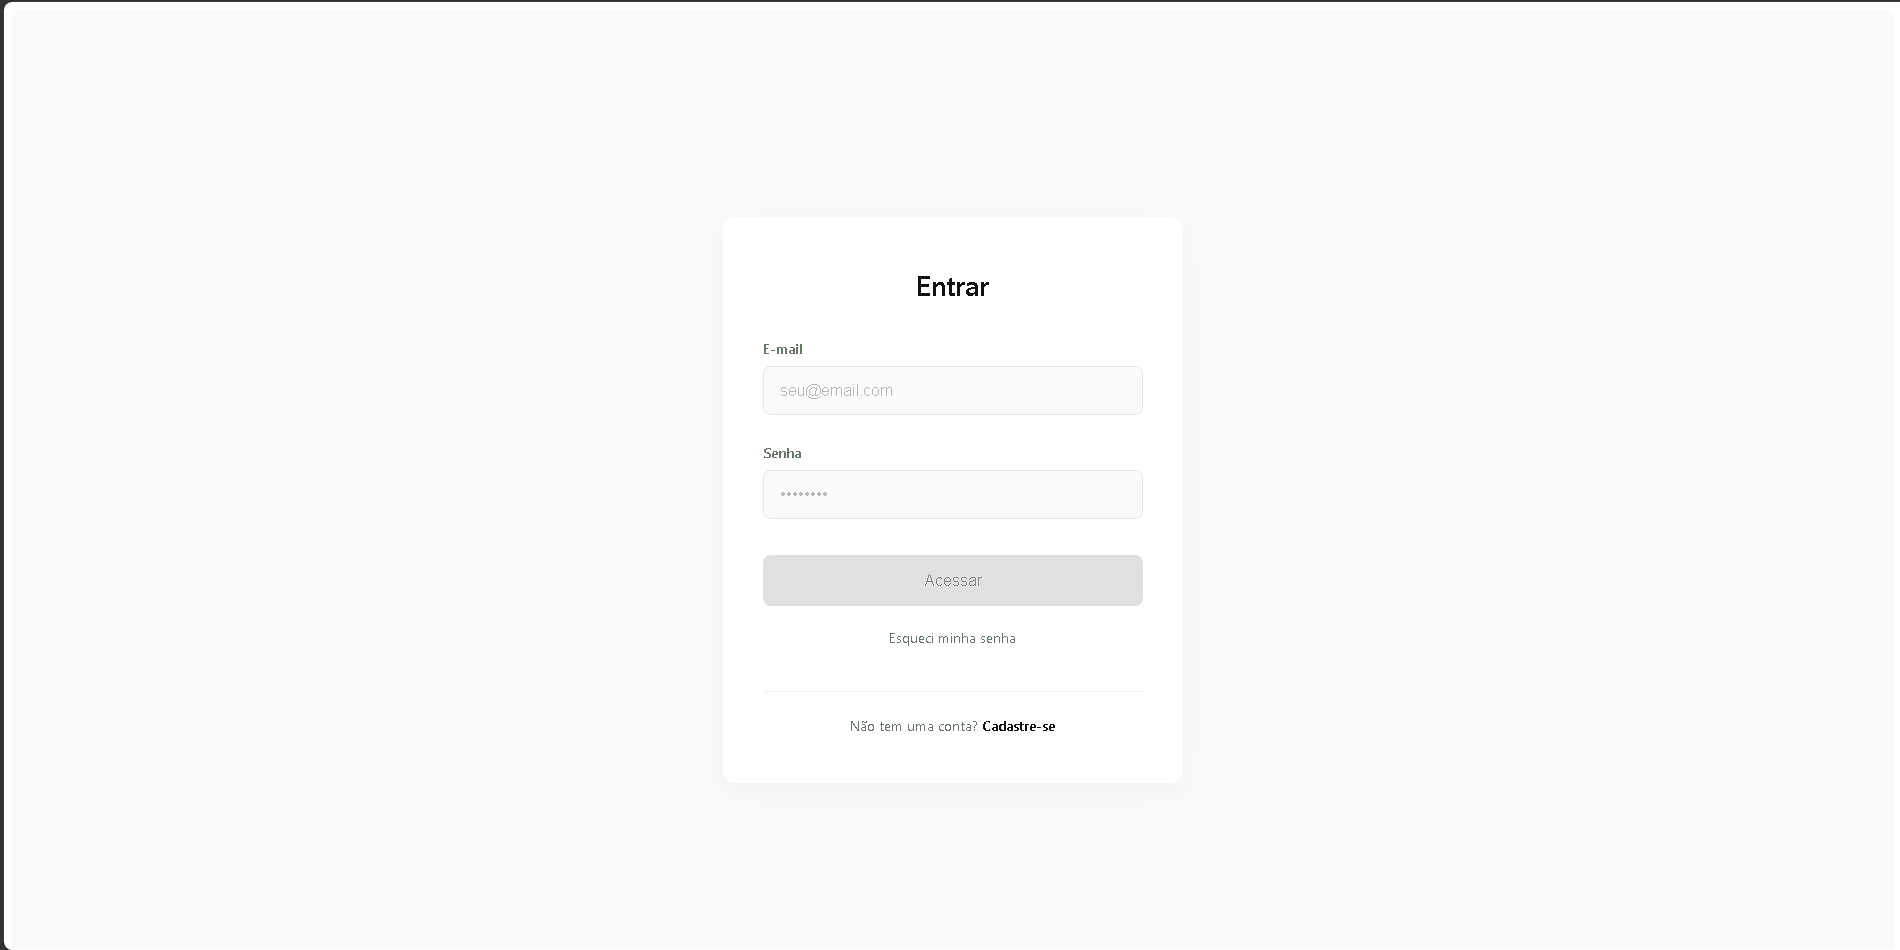 Entrar
E-mail
seu@email.com
Senha
••••••••
Acessar
Esqueci minha senha
Não tem uma conta? Cadastre-se